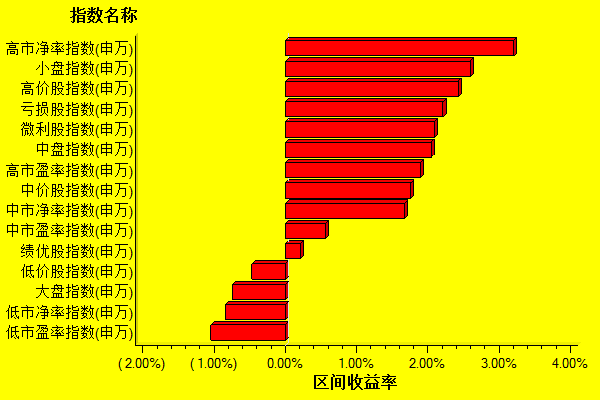 指数名称
高市净率指数(申万)
小盘指数(申万)
高价股指数(申万)
亏损股指数(申万)
微利股指数(申万)
中盘指数(申万)
高市盈率指数(申万)
中价股指数(申万)
中市净率指数(申万)
中市盈率指数(申万)
绩优股指数(申万)
低价股指数(申万)
大盘指数(申万)
低市净率指数(申万)
低市盈率指数(申万)
(2.00%) (1.00%) 0.00% 1.00% 2.00% 3.00% 4.00%
区间收益率